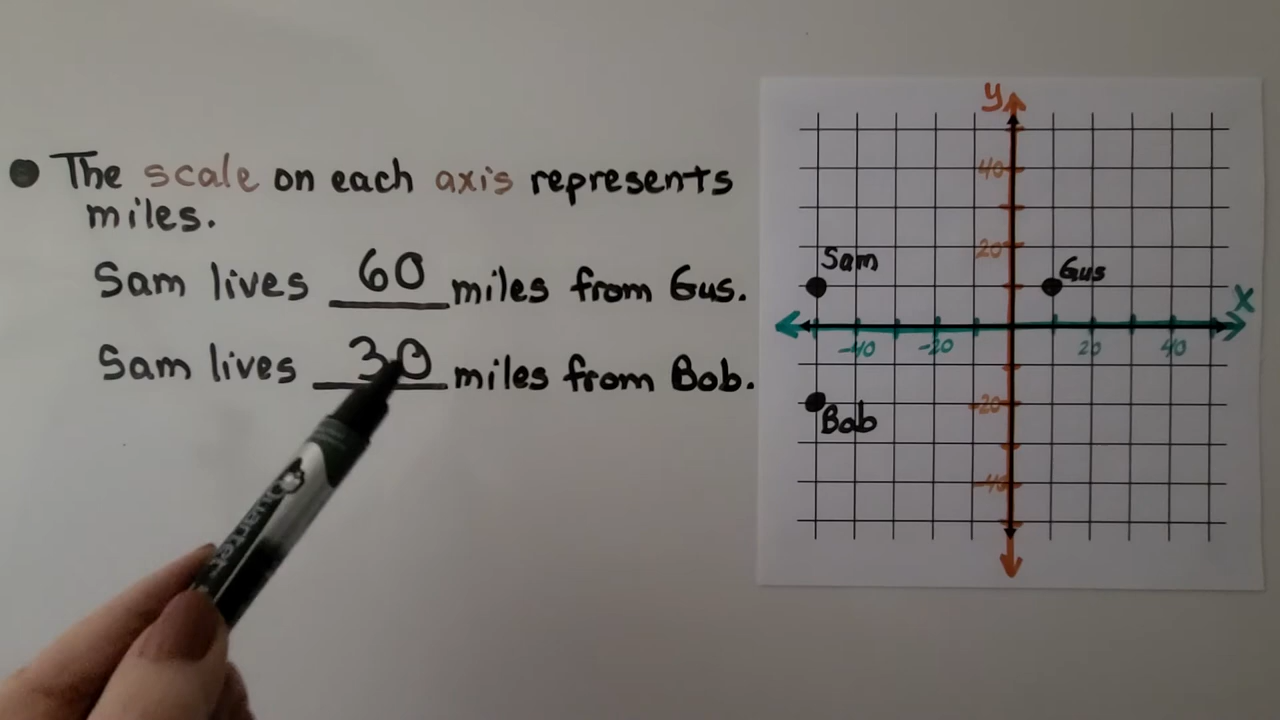 The scale on each axis represents
miles.
Sam lives 60 miles from Gus.
Sam lives 30 miles from Bob.
y
40
20
Sam
Gus
x
-40 -20 20 40
-20
Bob
-40
Quartet